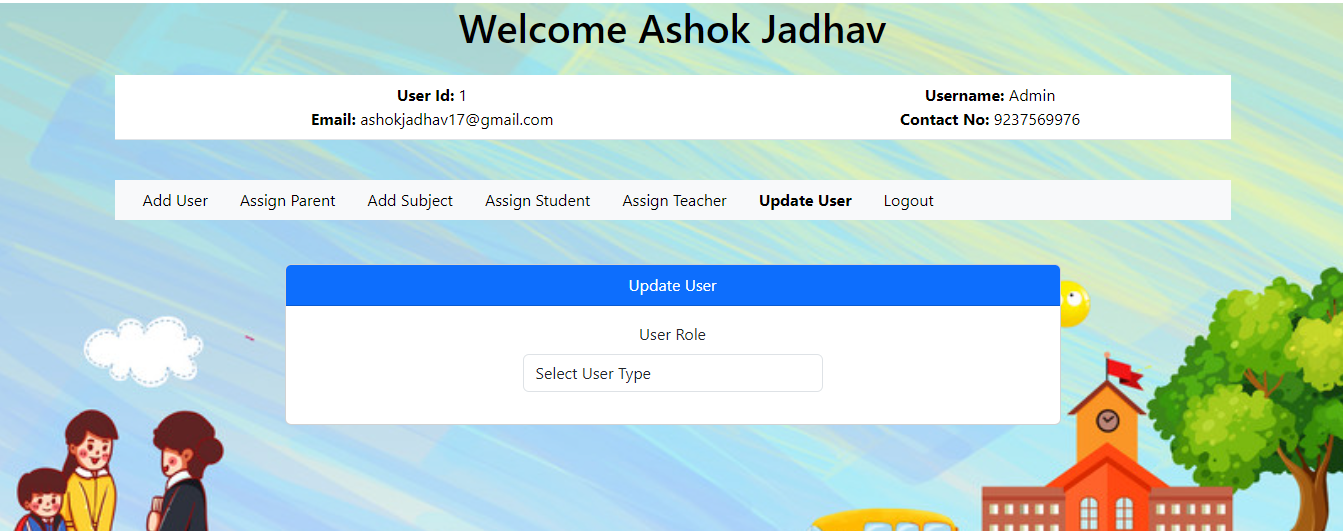 Welcome Ashok Jadhav
User Id: 1 Username: Admin
Email: ashokjadhav17@gmail.com Contact No: 9237569976
Add User Assign Parent Add Subject Assign Student Assign Teacher Update User Logout
Update User
User Role
Select User Type